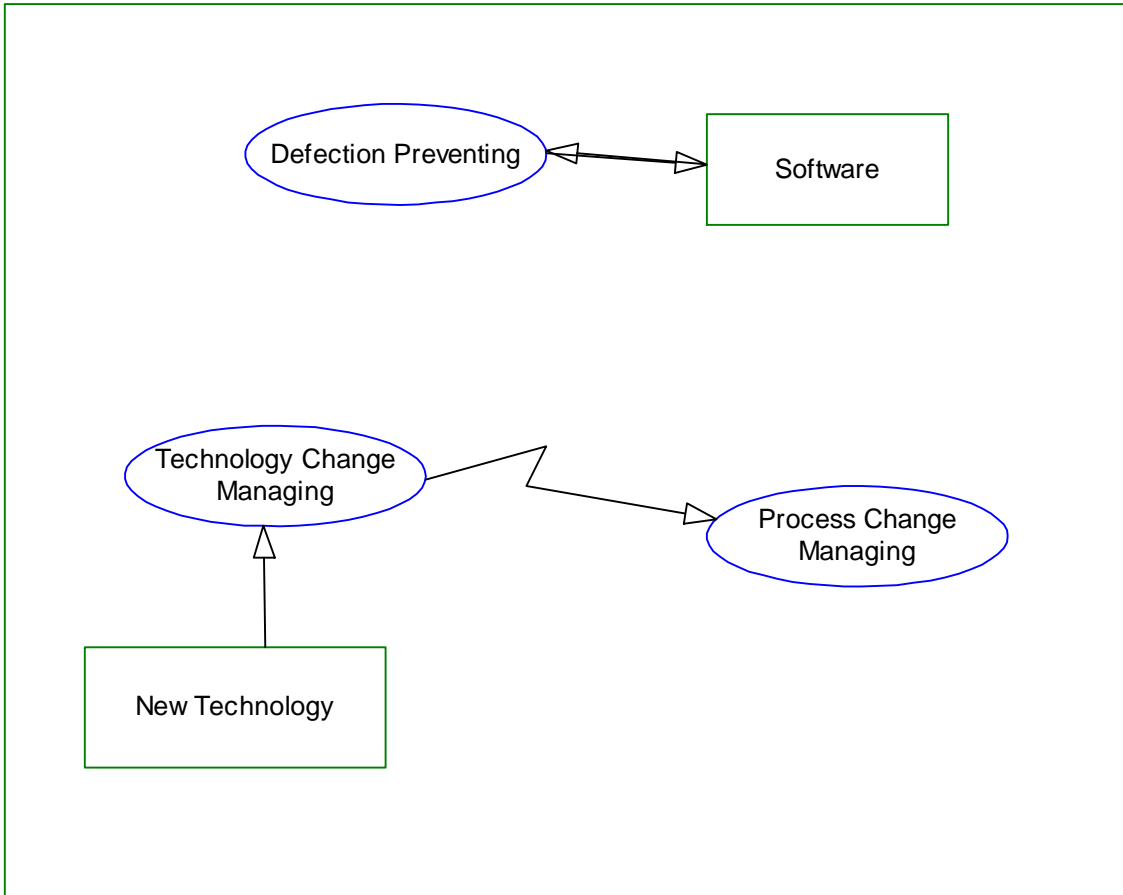 Defection Preventing
Software
Technology Change
Managing
Process Change
Managing
New Technology